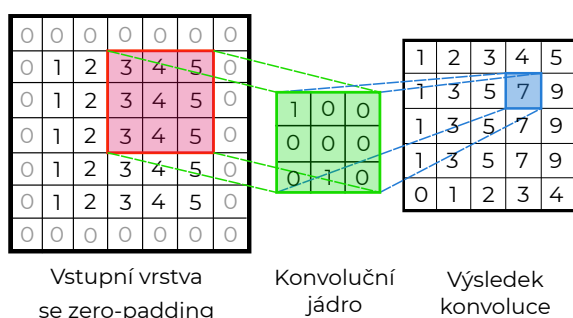 0 0 0 0 0 0 0
0 1 2 3 4 5 0
0 1 2 3 4 5 0
0 1 2 3 4 5 0
0 1 2 3 4 5 0
0 1 2 3 4 5 0
0 0 0 0 0 0 0
Vstupní vrstva
se zero-padding
1 0 0
0 0 0
0 1 0
Konvoluční
jádro
1 2 3 4 5
1 3 5 7 9
1 3 5 7 9
1 3 5 7 9
0 1 2 3 4
Výsledek
konvoluce